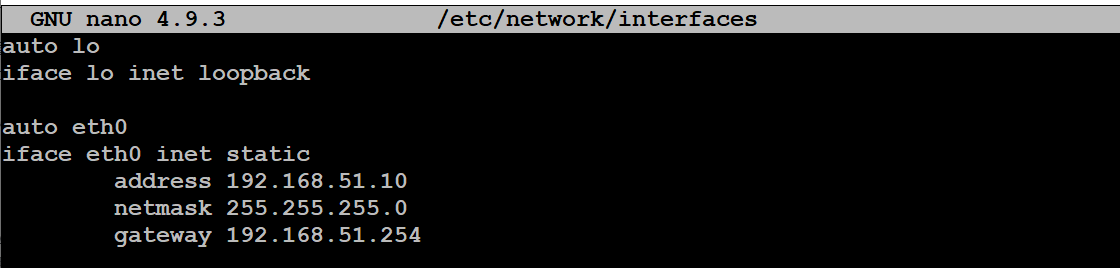 GNU nano 4.9.3 /etc/network/interfaces
auto lo
iface lo inet loopback
auto eth0
iface eth0 inet static
address 192.168.51.10
netmask 255.255.255.0
gateway 192.168.51.254